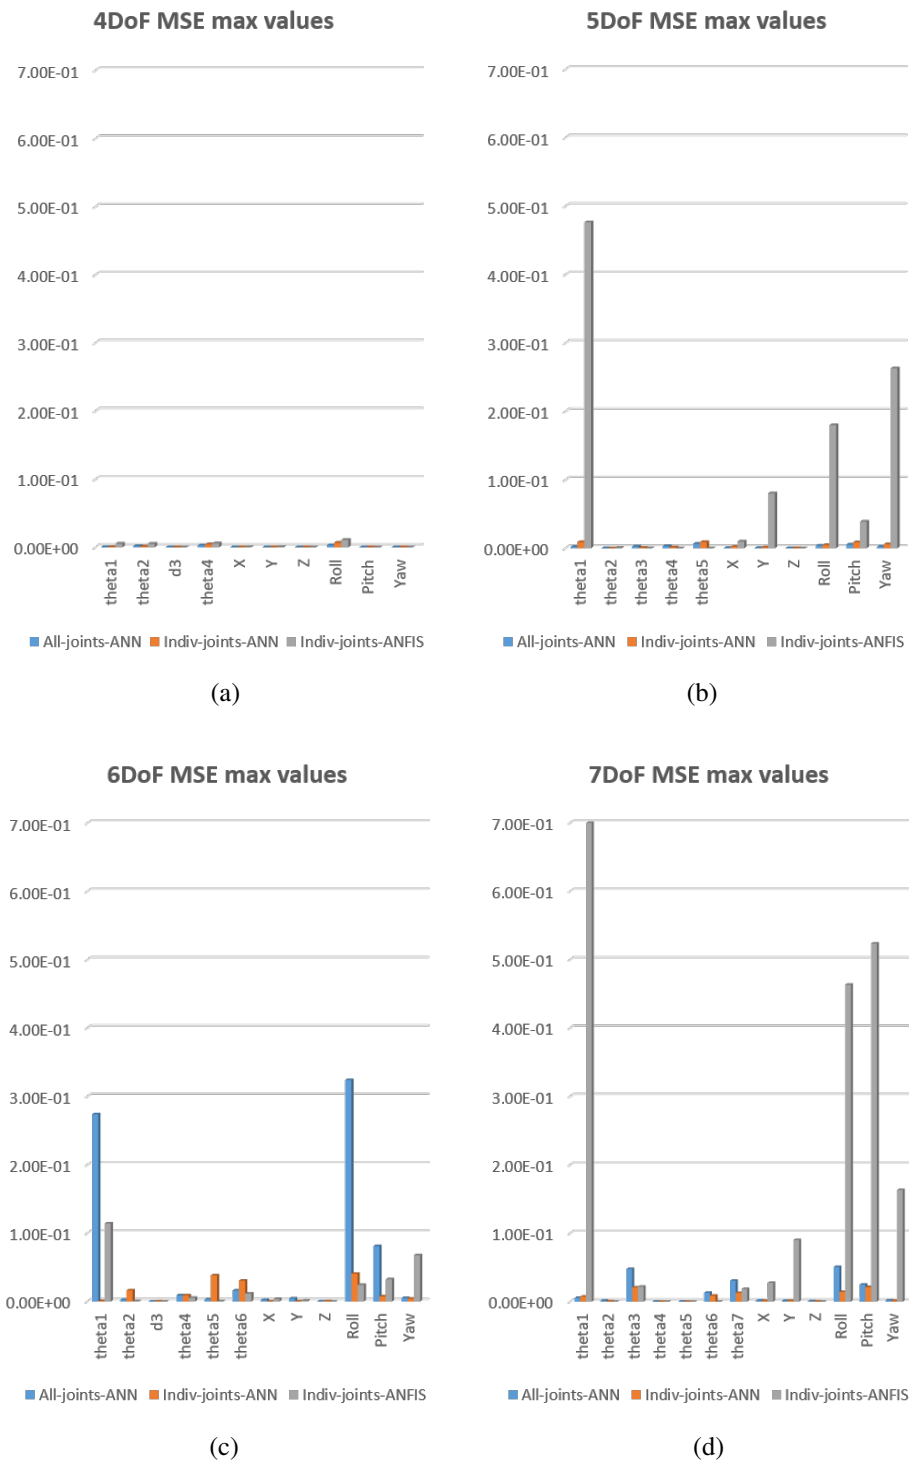 4DoF MSE max values
7.00E-01
6.00E-01
5.00E-01
4.00E-01
3.00E-01
2.00E-01
1.00E-01
0.00E+00
theta1
theta2
d3
theta4
X
Y
Z
Roll
Pitch
Yaw
All-joints-ANN Indiv-joints-ANN Indiv-joints-ANFIS
(a)
5DoF MSE max values
7.00E-01
6.00E-01
5.00E-01
4.00E-01
3.00E-01
2.00E-01
1.00E-01
0.00E+00
theta1
theta2
theta3
theta4
theta5
X
Y
Z
Roll
Pitch
Yaw
All-joints-ANN Indiv-joints-ANN Indiv-joints-ANFIS
(b)
6DoF MSE max values
7.00E-01
6.00E-01
5.00E-01
4.00E-01
3.00E-01
2.00E-01
1.00E-01
0.00E+00
theta1
theta2
d3
theta4
theta5
theta6
X
Y
Z
Roll
Pitch
Yaw
All-joints-ANN Indiv-joints-ANN Indiv-joints-ANFIS
(c)
7DoF MSE max values
7.00E-01
6.00E-01
5.00E-01
4.00E-01
3.00E-01
2.00E-01
1.00E-01
0.00E+00
theta1
theta2
theta3
theta4
theta5
theta6
theta7
X
Y
Z
Roll
Pitch
Yaw
All-joints-ANN Indiv-joints-ANN Indiv-joints-ANFIS
(d)